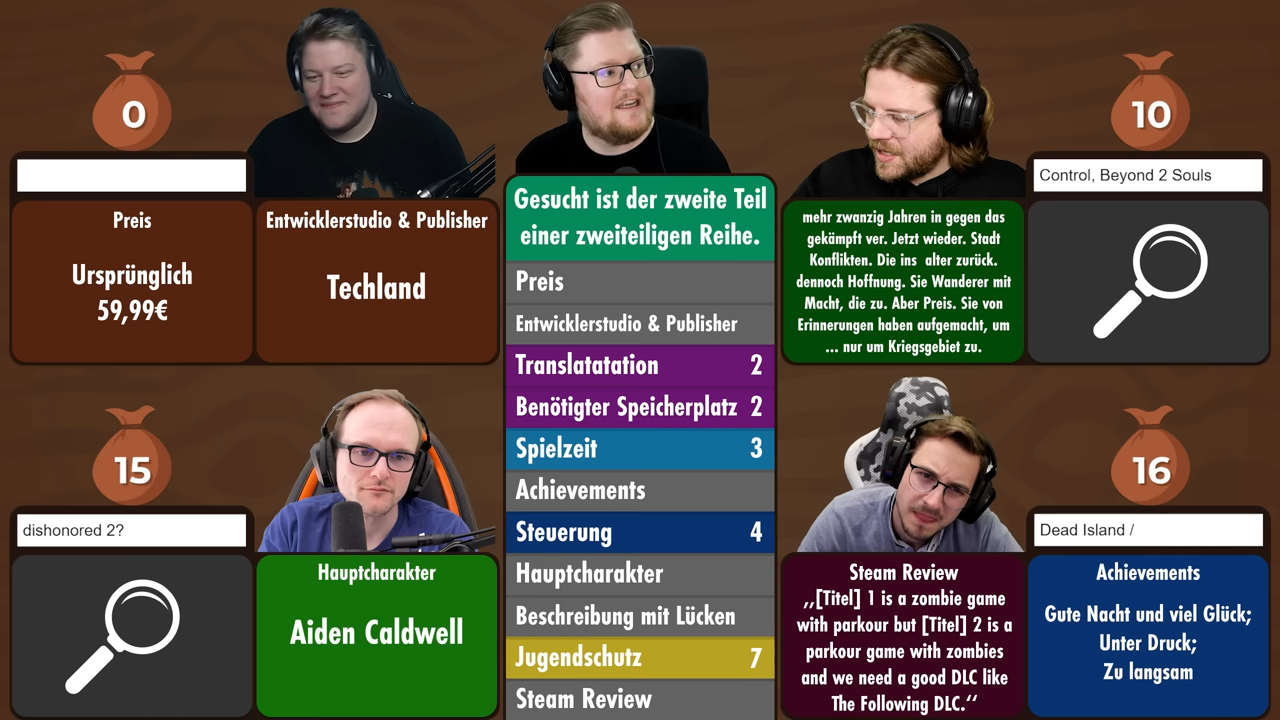 0
10
Control, Beyond 2 Souls
Preis
Ursprünglich
59,99€
Entwicklerstudio & Publisher
Techland
Gesucht ist der zweite Teil
einer zweiteiligen Reihe.
Preis
Entwicklerstudio & Publisher
Translatatation 2
Benötigter Speicherplatz 2
Spielzeit 3
Achievements
Steuerung 4
Hauptcharakter
Beschreibung mit Lücken
Jugendschutz 7
Steam Review
mehr zwanzig Jahren in gegen das
gekämpft ver. Jetzt wieder. Stadt
Konflikten. Die ins alter zurück.
dennoch Hoffnung. Sie Wanderer mit
Macht, die zu. Aber Preis. Sie von
Erinnerungen haben aufgemacht, um
... nur um Kriegsgebiet zu.
15
dishonored 2?
Hauptcharakter
Aiden Caldwell
16
Dead Island /
Steam Review
,,[Titel] 1 is a zombie game
with parkour but [Titel] 2 is a
parkour game with zombies
and we need a good DLC like
The Following DLC.‘‘
Achievements
Gute Nacht und viel Glück;
Unter Druck;
Zu langsam